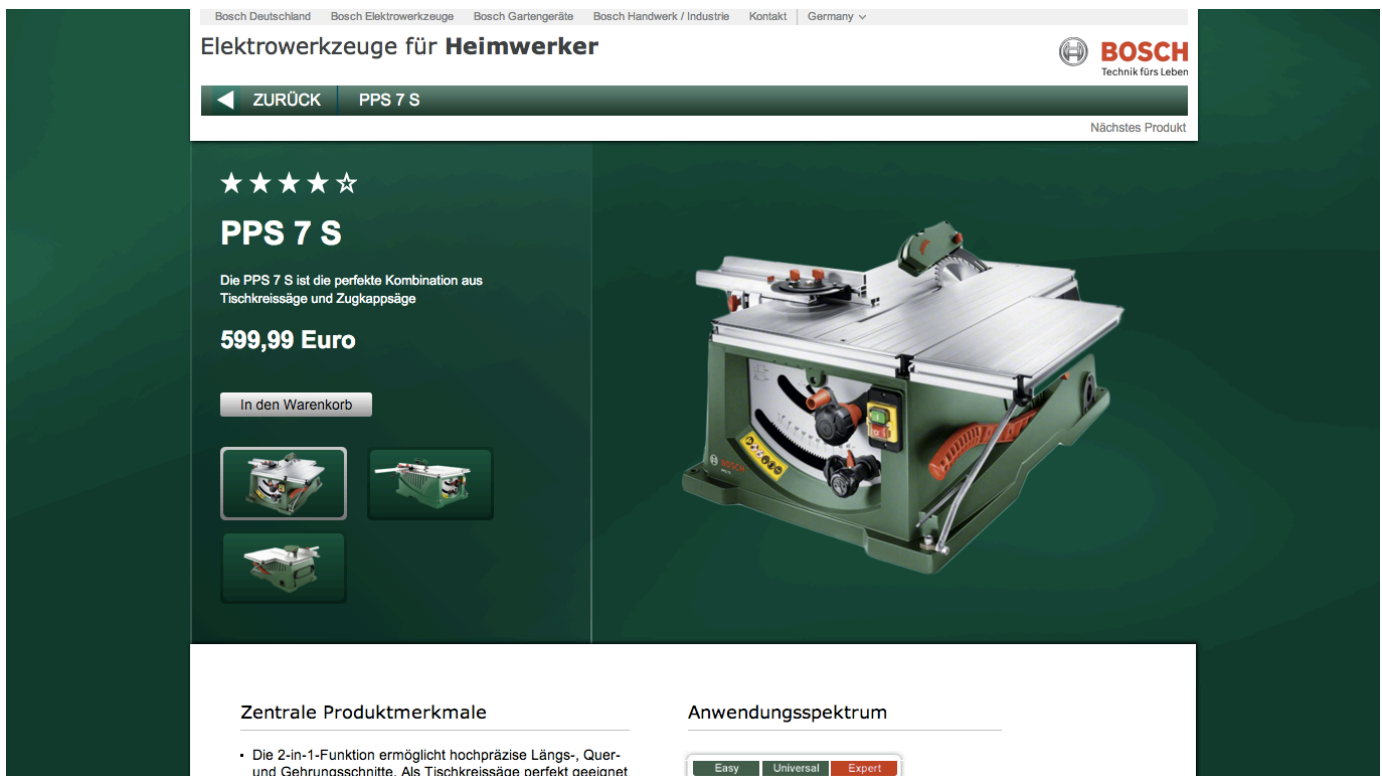 Bosch Deutschland Bosch Elektrowerkzeuge Bosch Gartengeräte Bosch Handwerk / Industrie Kontakt Germany
Elektrowerkzeuge für Heimwerker
BOSCH
Technik fürs Leben
ZURÜCK PPS 7 S
Nächstes Produkt
PPS 7 S
Die PPS 7 S ist die perfekte Kombination aus
Tischkreissäge und Zugkappsäge
599,99 Euro
In den Warenkorb
BOSCH
Zentrale Produktmerkmale
Anwendungsspektrum
Die 2-in-1-Funktion ermöglicht hochpräzise Längs-, Quer-
und Gehrungsschnitte. Als Tischkreissäge perfekt geeignet
Easy Universal Expert